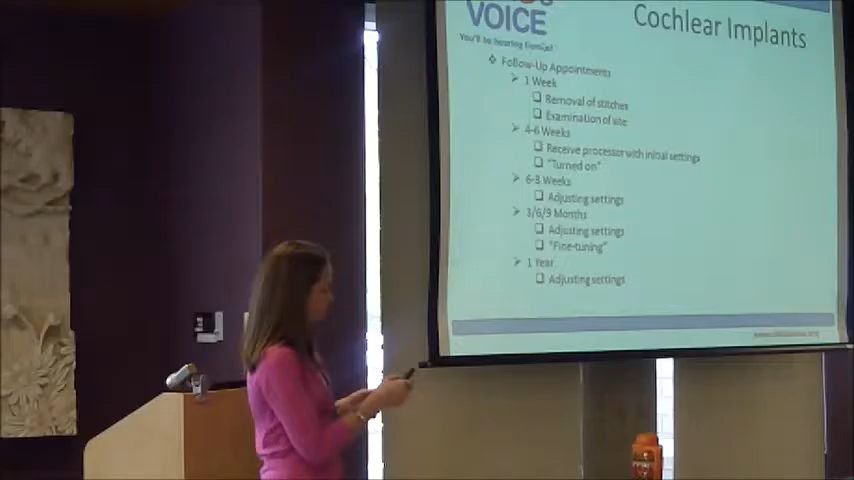 VOICE
Cochlear Implants
You'll be hearing from us!
❖ Follow-Up Appointments
➤ 1 Week
❑ Removal of stitches
❑ Examination of site
➤ 4-6 Weeks
❑ Receive processor with initial settings
❑ "Turned on"
➤ 6-8 Weeks
❑ Adjusting settings
➤ 3/6/9 Months
❑ Adjusting settings
❑ "Fine-tuning"
➤ 1 Year
❑ Adjusting settings